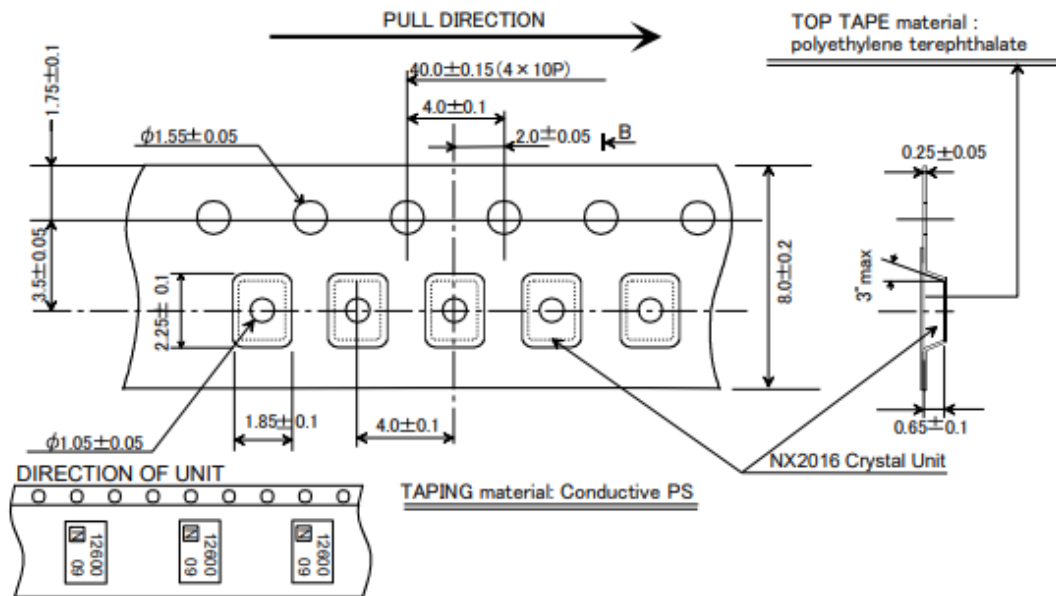 PULL DIRECTION
TOP TAPE material :
polyethylene terephthalate
1.75±0.1
40.0±0.15(4×10P)
4.0±0.1
φ1.55±0.05
2.0±0.05
B
0.25±0.05
3.5±0.05
2.25± 0.1
8.0±0.2
3° max
1.85±0.1
4.0±0.1
φ1.05±0.05
0.65±0.1
NX2016 Crystal Unit
DIRECTION OF UNIT
TAPING material: Conductive PS
N
12600
09
N
12600
09
N
12600
09